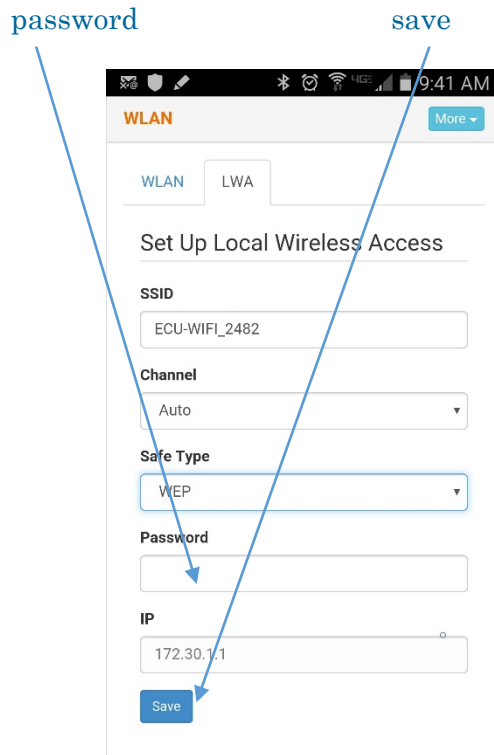 password save
4GE 9:41 AM
WLAN More
WLAN LWA
Set Up Local Wireless Access
SSID
ECU-WIFI_2482
Channel
Auto
Safe Type
WEP
Password
IP
172.30.1.1
Save